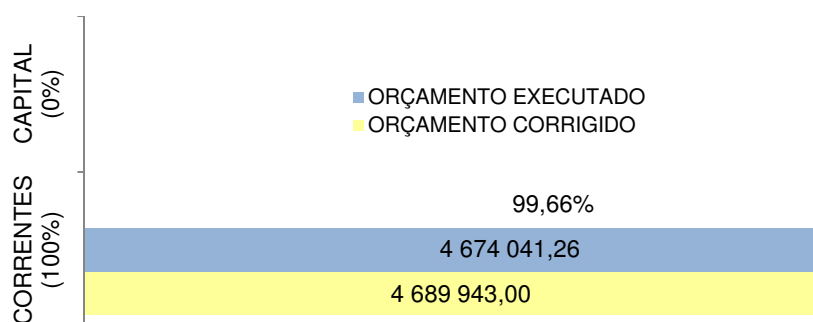 CAPITAL
(0%)
ORÇAMENTO EXECUTADO
ORÇAMENTO CORRIGIDO
CORRENTES
(100%)
99,66%
4 674 041,26
4 689 943,00